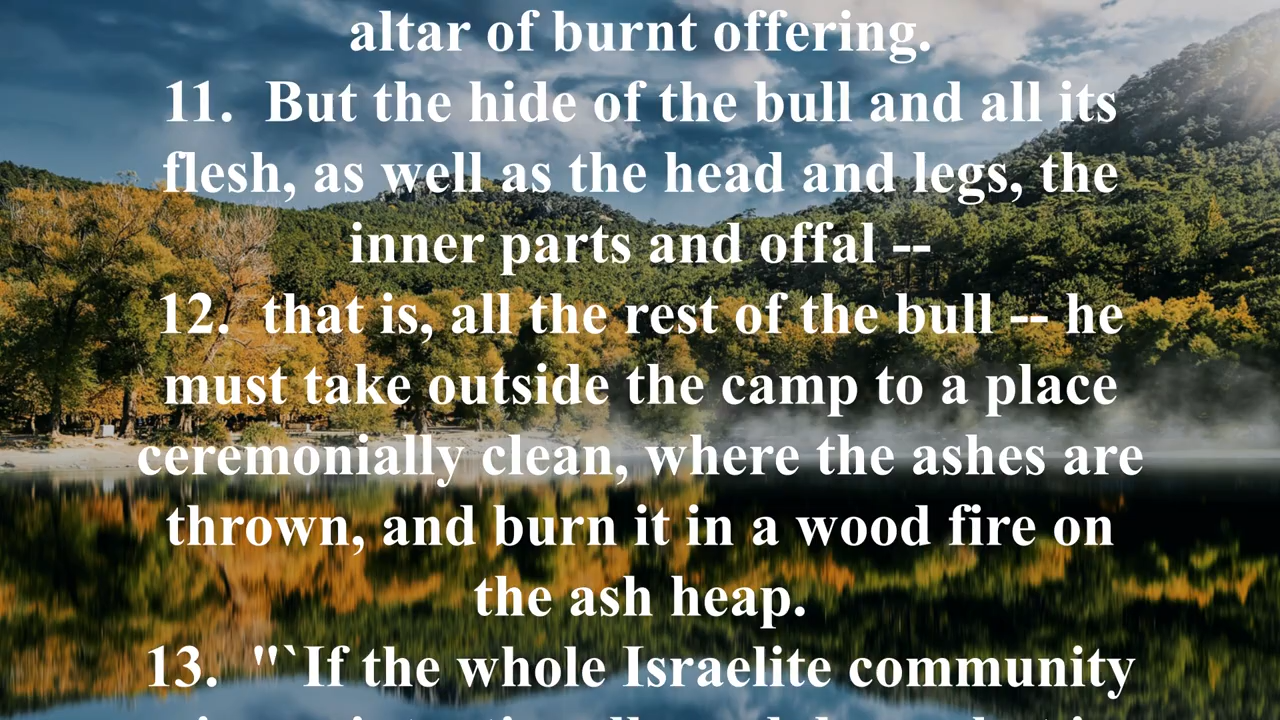 altar of burnt offering.
11.  But the hide of the bull and all its
flesh, as well as the head and legs, the
inner parts and offal --
12.  that is, all the rest of the bull -- he
must take outside the camp to a place
ceremonially clean, where the ashes are
thrown, and burn it in a wood fire on
the ash heap.
13.  "`If the whole Israelite community